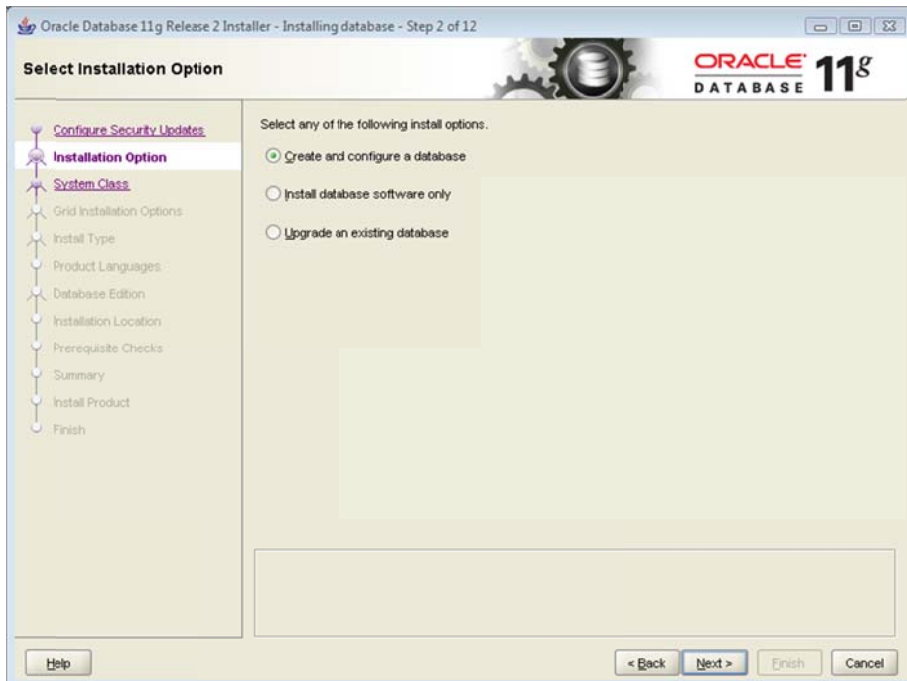 Oracle Database 11g Release 2 Installer - Installing database - Step 2 of 12
Select Installation Option
ORACLE
DATABASE
11g
Configure Security Updates
Installation Option
System Class
Grid Installation Options
Install Type
Product Languages
Database Edition
Installation Location
Prerequisite Checks
Summary
Install Product
Finish
Select any of the following install options.
Create and configure a database
Install database software only
Upgrade an existing database
Help
< Back
Next >
Finish
Cancel